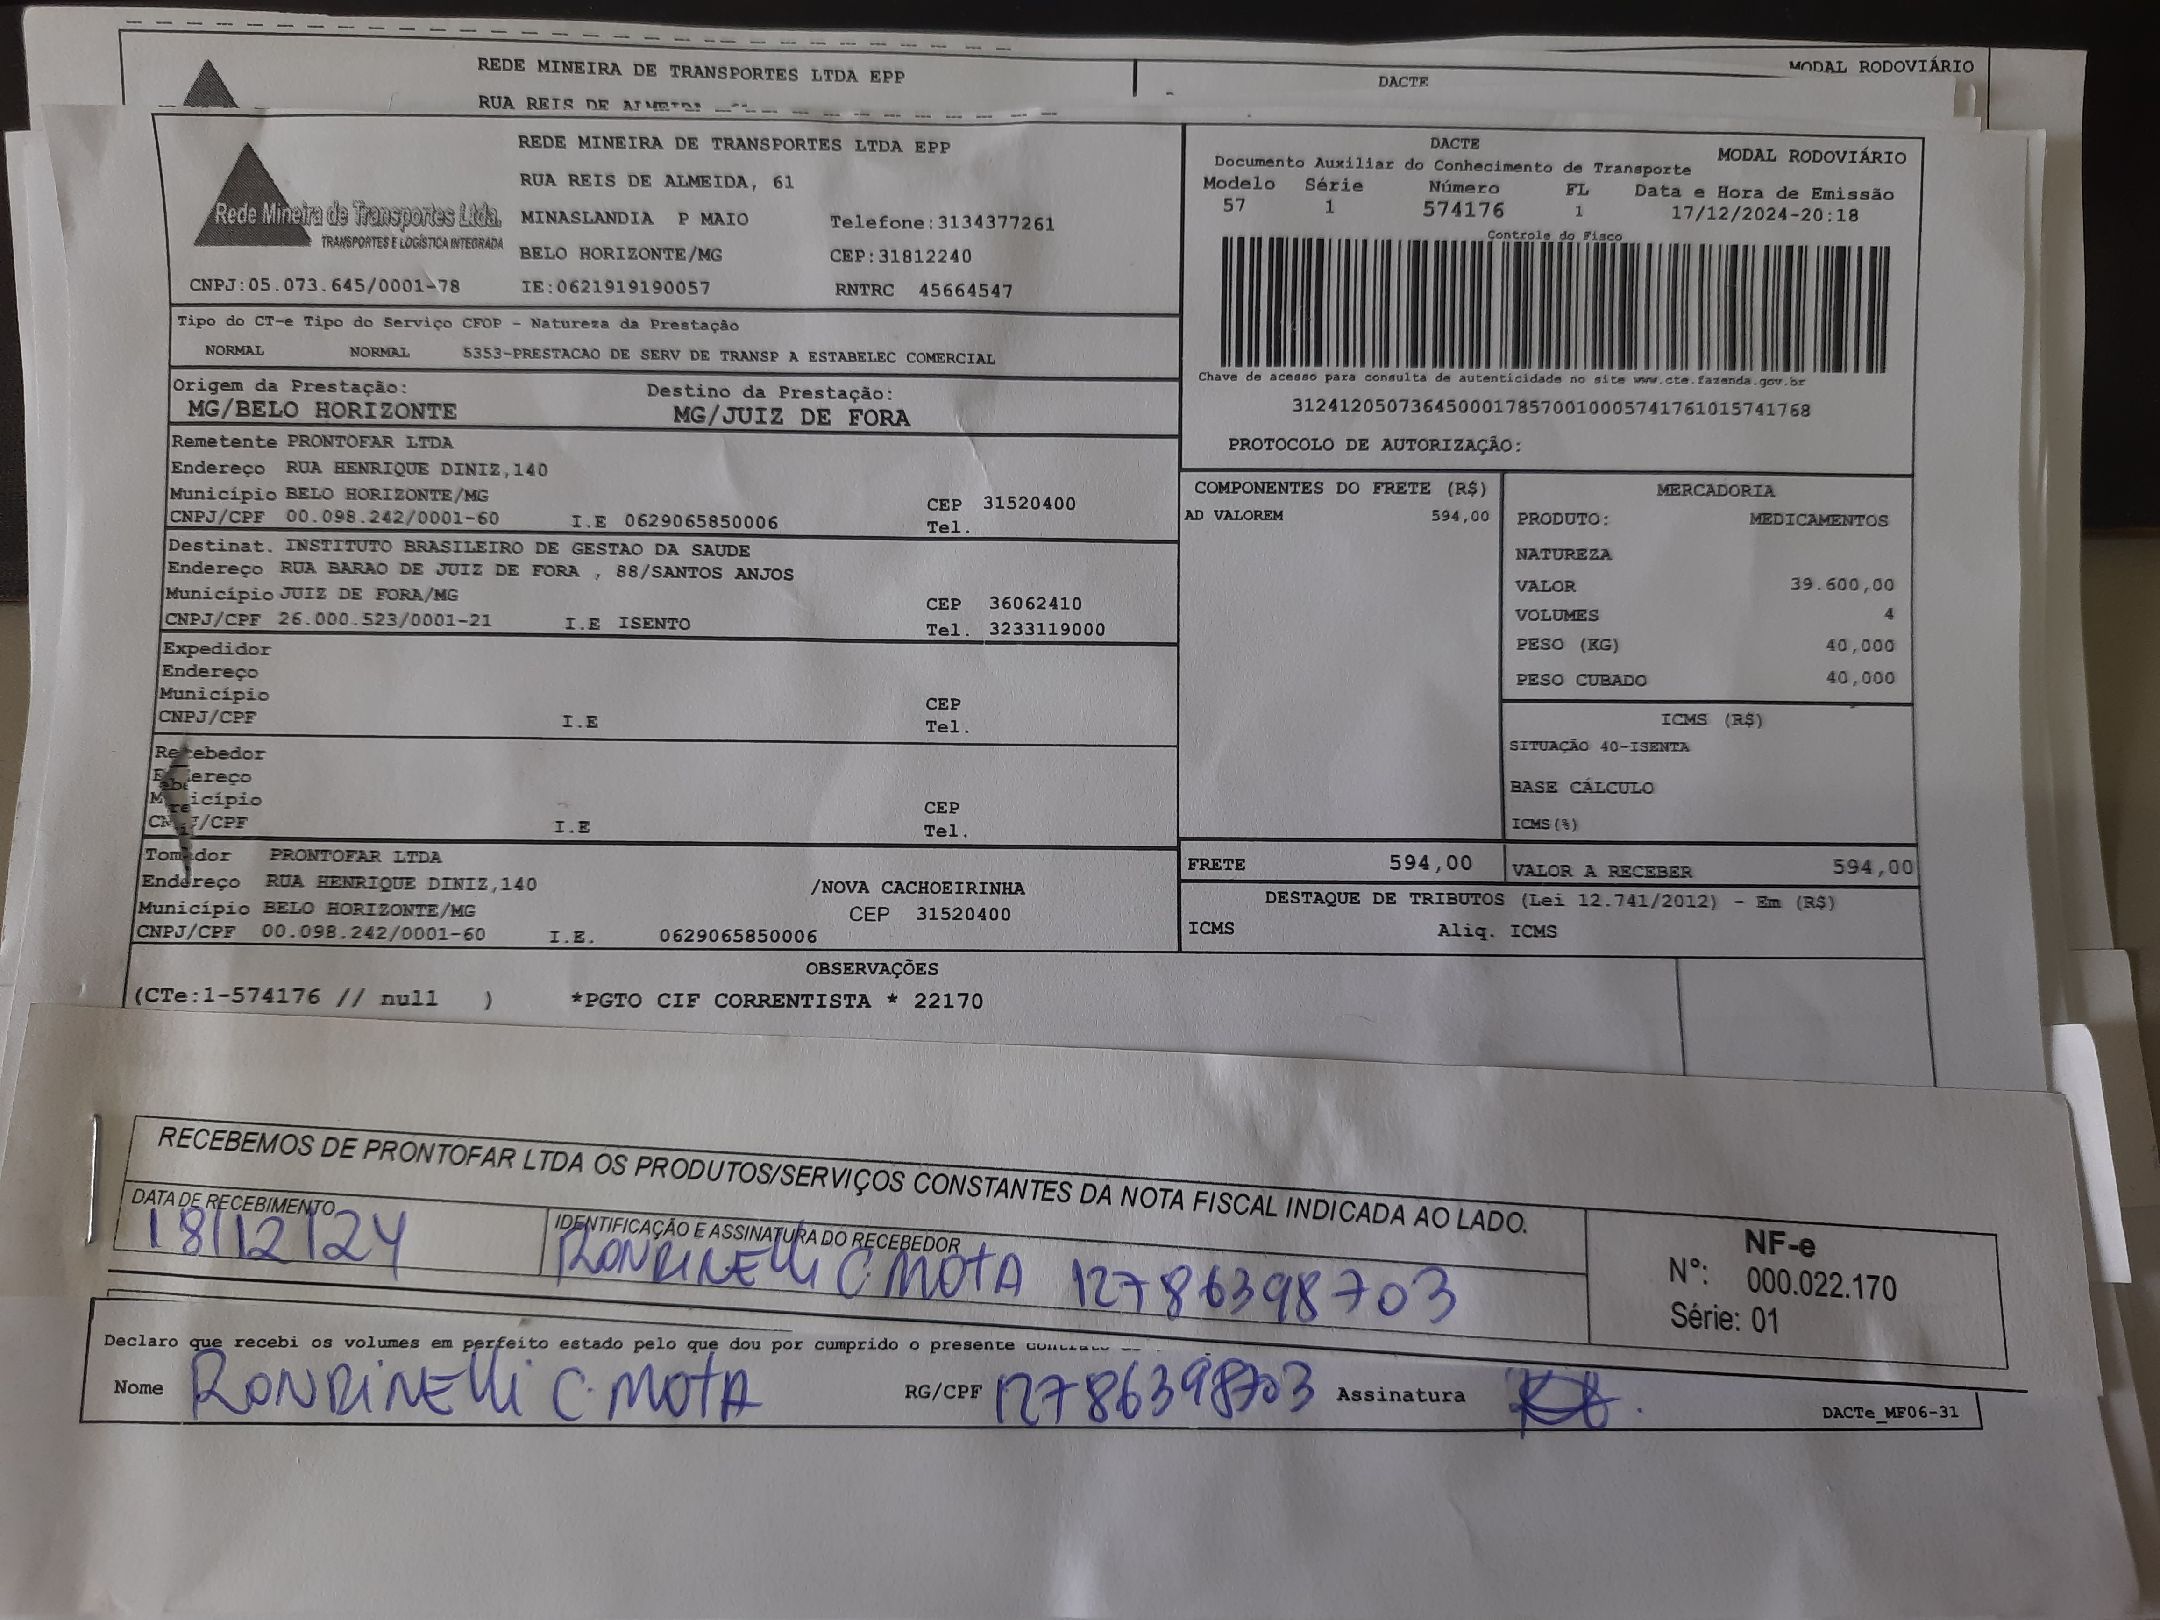 REDE MINEIRA DE TRANSPORTES LTDA EPP
DACTE
MODAL RODOVIÁRIO
RUA REIS DE ALMEIDA
REDE MINEIRA DE TRANSPORTES LTDA EPP
RUA REIS DE ALMEIDA, 61
Rede Mineira de Transportes Ltda.
TRANSPORTES E LOGÍSTICA INTEGRADA
MINASLANDIA P MAIO Telefone:3134377261
BELO HORIZONTE/MG CEP:31812240
CNPJ:05.073.645/0001-78 IE:0621919190057 RNTRC 45664547
DACTE
MODAL RODOVIÁRIO
Documento Auxiliar do Conhecimento de Transporte
Modelo Série Número FL Data e Hora de Emissão
57 1 574176 1 17/12/2024-20:18
Controle do Fisco
Chave de acesso para consulta de autenticidade no site www.cte.fazenda.gov.br
31241205073645000178570010005741761015741768
PROTOCOLO DE AUTORIZAÇÃO:
Tipo do CT-e Tipo do Serviço CFOP - Natureza da Prestação
NORMAL NORMAL 5353-PRESTACAO DE SERV DE TRANSP A ESTABELEC COMERCIAL
Origem da Prestação: Destino da Prestação:
MG/BELO HORIZONTE MG/JUIZ DE FORA
Remetente PRONTOFAR LTDA
Endereço RUA HENRIQUE DINIZ,140
Município BELO HORIZONTE/MG CEP 31520400
CNPJ/CPF 00.098.242/0001-60 I.E 0629065850006 Tel.
Destinat. INSTITUTO BRASILEIRO DE GESTAO DA SAUDE
Endereço RUA BARAO DE JUIZ DE FORA , 88/SANTOS ANJOS
Município JUIZ DE FORA/MG CEP 36062410
CNPJ/CPF 26.000.523/0001-21 I.E ISENTO Tel. 3233119000
Expedidor
Endereço
Município CEP
CNPJ/CPF I.E Tel.
Recebedor
Endereço
Município CEP
CNPJ/CPF I.E Tel.
Tomador PRONTOFAR LTDA
Endereço RUA HENRIQUE DINIZ,140 /NOVA CACHOEIRINHA
Município BELO HORIZONTE/MG CEP 31520400
CNPJ/CPF 00.098.242/0001-60 I.E. 0629065850006
COMPONENTES DO FRETE (R$)
AD VALOREM 594,00
MERCADORIA
PRODUTO: MEDICAMENTOS
NATUREZA
VALOR 39.600,00
VOLUMES 4
PESO (KG) 40,000
PESO CUBADO 40,000
ICMS (R$)
SITUAÇÃO 40-ISENTA
BASE CÁLCULO
ICMS(%)
FRETE 594,00 VALOR A RECEBER 594,00
DESTAQUE DE TRIBUTOS (Lei 12.741/2012) - Em (R$)
ICMS Aliq. ICMS
OBSERVAÇÕES
(CTe:1-574176 // null ) *PGTO CIF CORRENTISTA * 22170
RECEBEMOS DE PRONTOFAR LTDA OS PRODUTOS/SERVIÇOS CONSTANTES DA NOTA FISCAL INDICADA AO LADO.
DATA DE RECEBIMENTO IDENTIFICAÇÃO E ASSINATURA DO RECEBEDOR
18/12/24 RONDINELLI C. MOTA 12786398703
NF-e
Nº: 000.022.170
Série: 01
Declaro que recebi os volumes em perfeito estado pelo que dou por cumprido o presente
Nome RONDINELLI C. MOTA RG/CPF 12786398703 Assinatura
DACTe_MF06-31